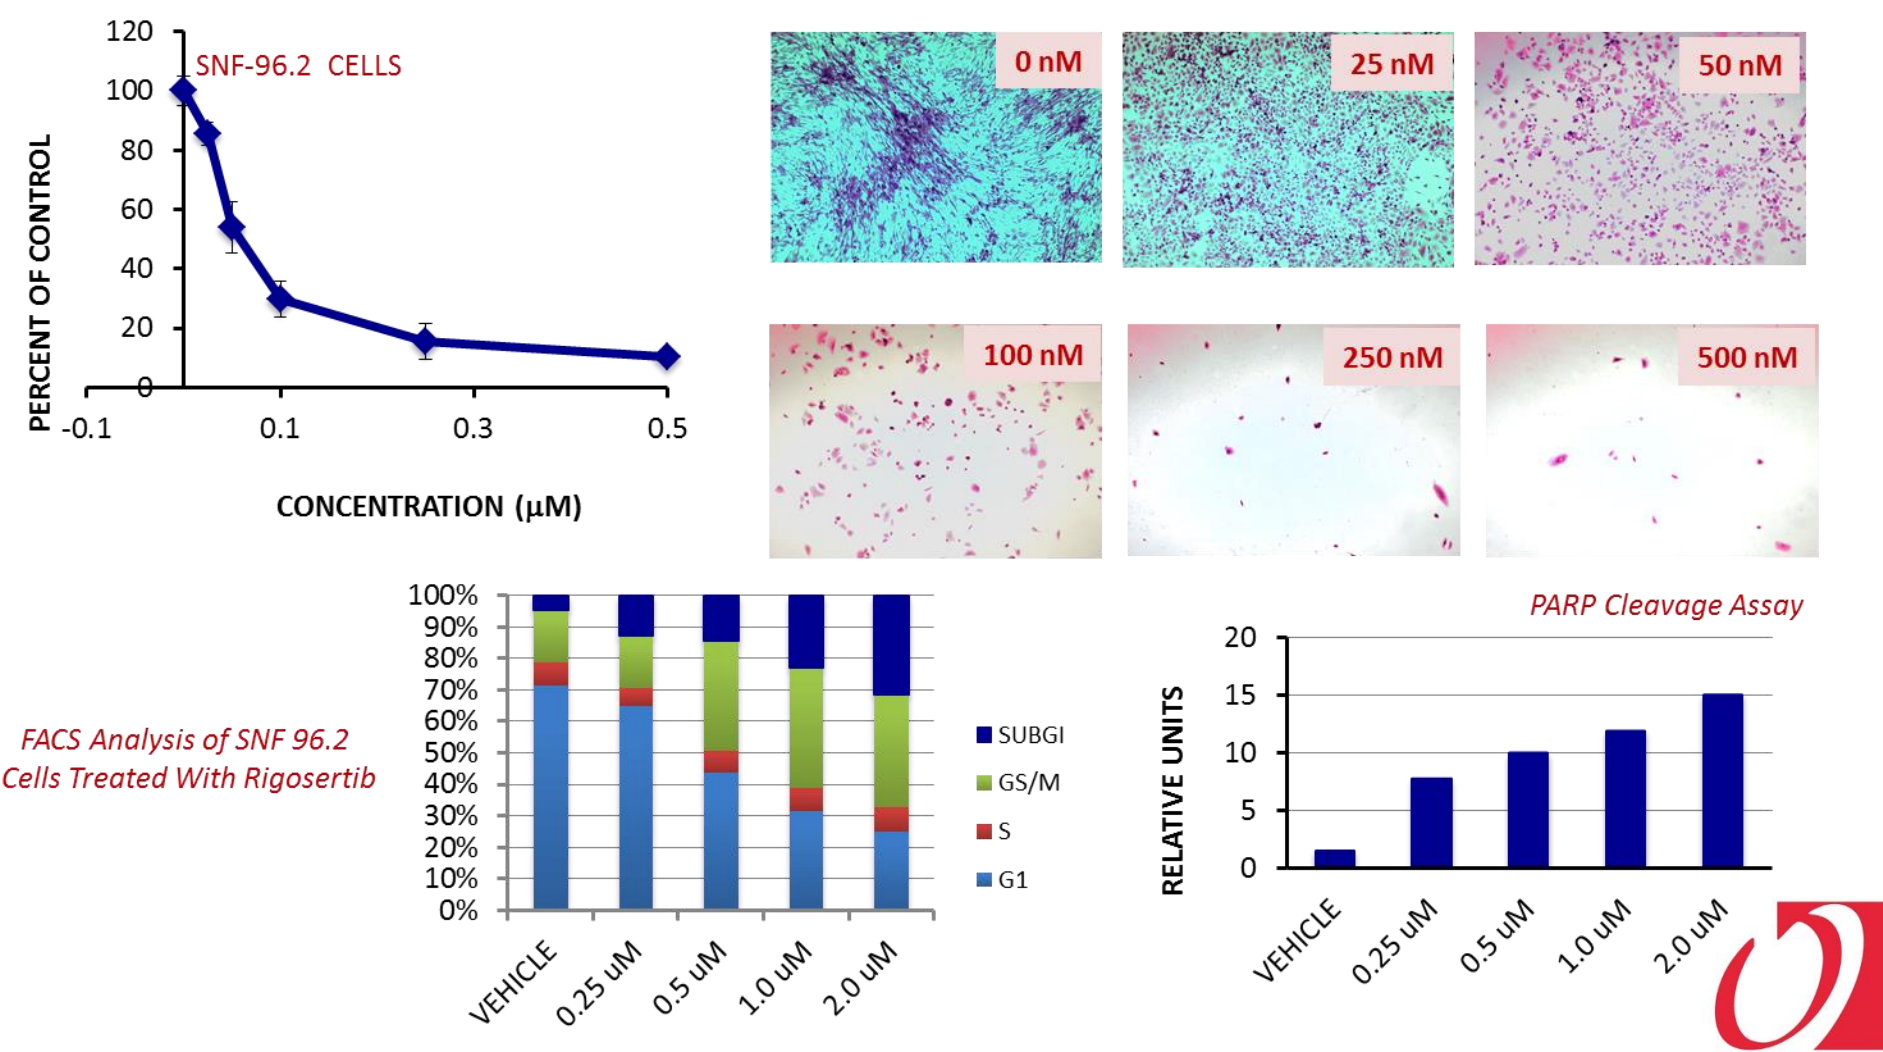 SNF-96.2 CELLS
120
100
80
60
40
20
0
-0.1
0.1
0.3
0.5
PERCENT OF CONTROL
CONCENTRATION (µM)
0 nM
25 nM
50 nM
100 nM
250 nM
500 nM
FACS Analysis of SNF 96.2
Cells Treated With Rigosertib
100%
90%
80%
70%
60%
50%
40%
30%
20%
10%
0%
VEHICLE
0.25 uM
0.5 uM
1.0 uM
2.0 uM
SUBGI
GS/M
S
G1
PARP Cleavage Assay
RELATIVE UNITS
20
15
10
5
0
VEHICLE
0.25 uM
0.5 uM
1.0 uM
2.0 uM